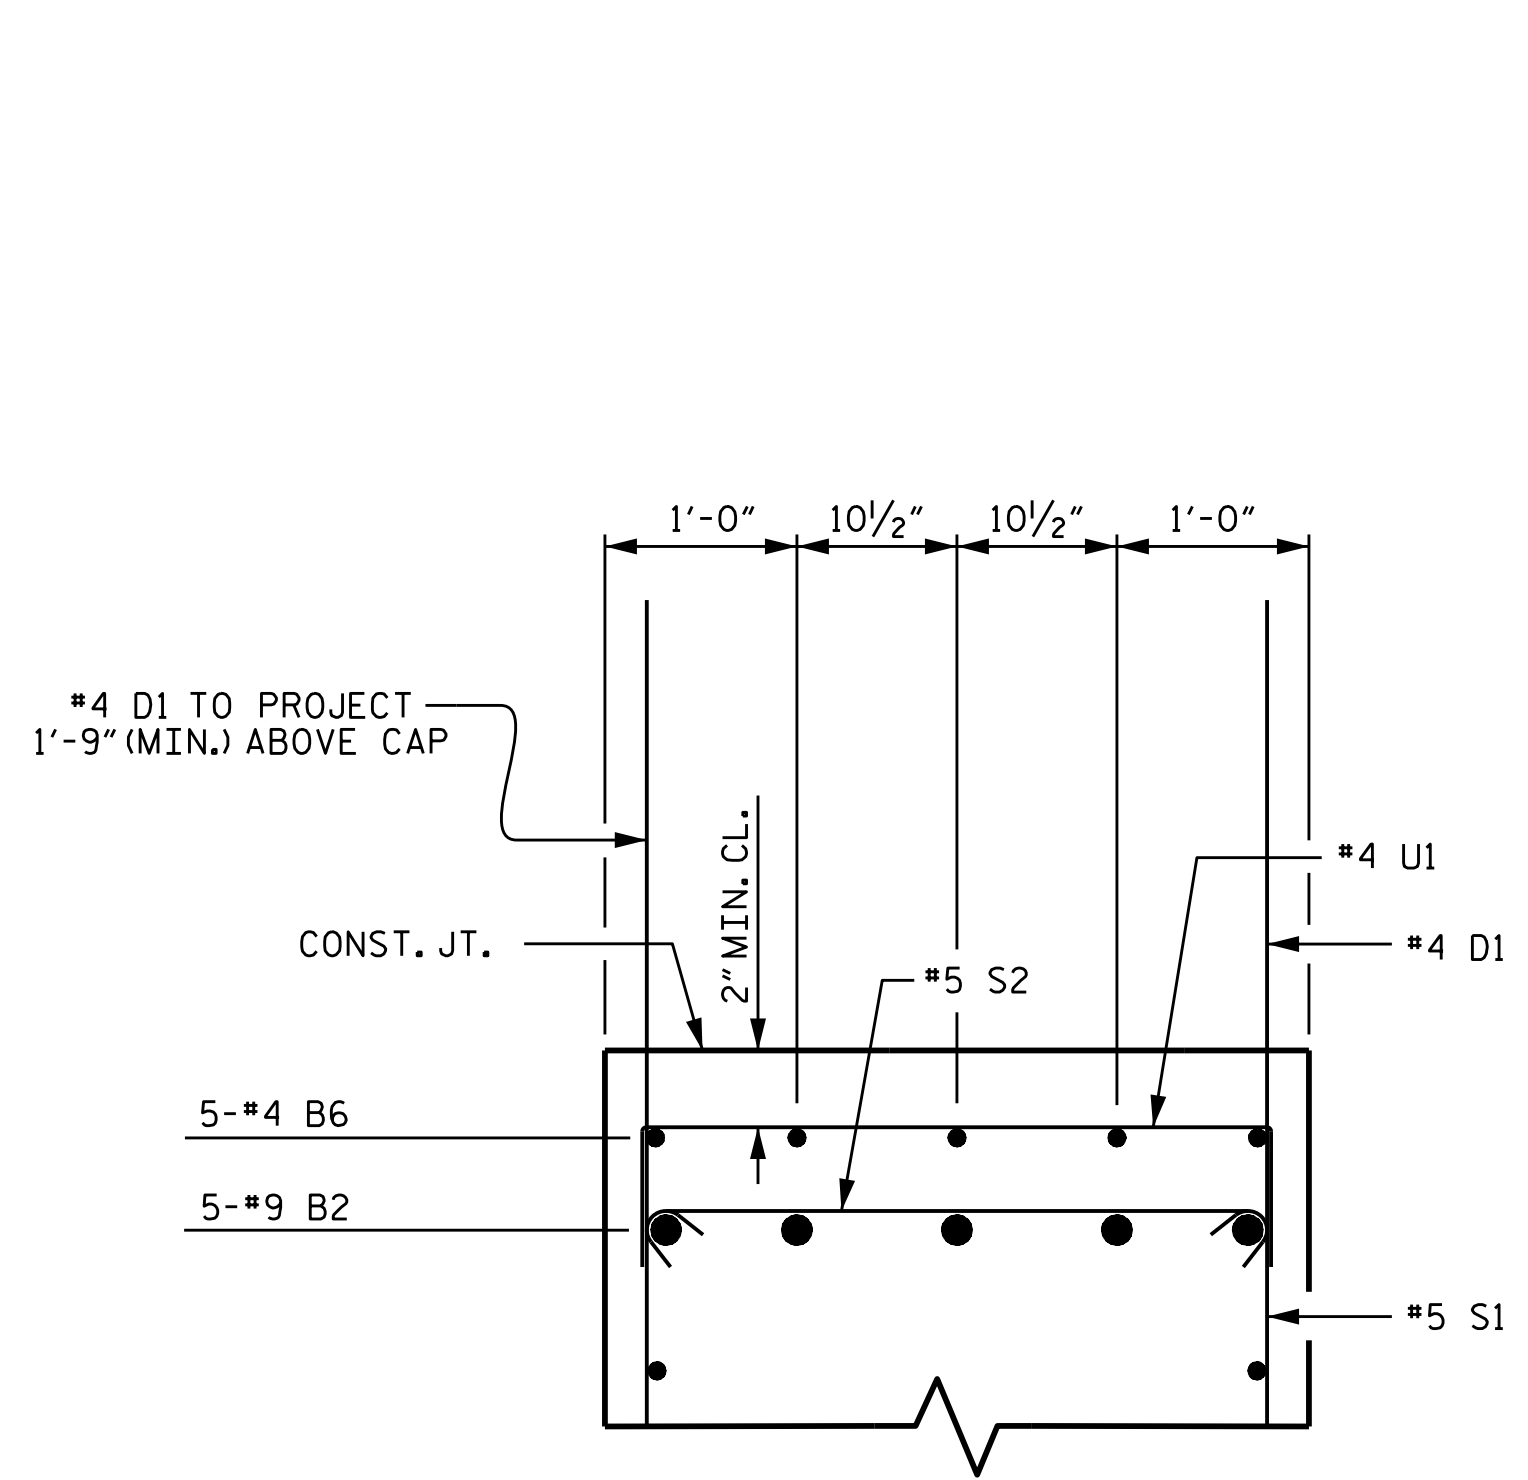 1'-0" 10½" 10½" 1'-0"
#4 D1 TO PROJECT
1'-9" (MIN.) ABOVE CAP
2" MIN. CL.
#4 U1
CONST. JT.
#4 D1
#5 S2
5-#4 B6
5-#9 B2
#5 S1